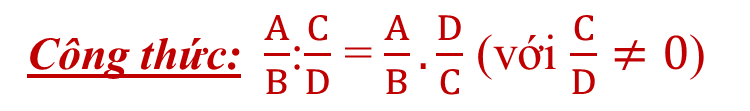 Công thức: A/B : C/D = A/B . D/C (với C/D ≠ 0)